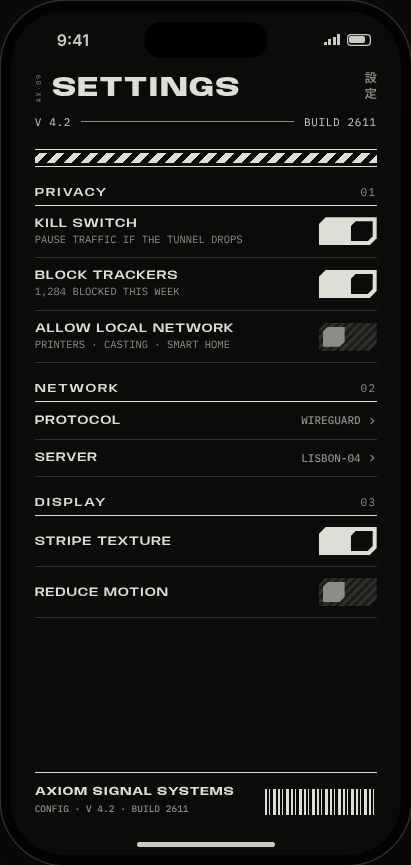 9:41
AX-09
SETTINGS
設定
V 4.2
BUILD 2611
PRIVACY 01
KILL SWITCH
PAUSE TRAFFIC IF THE TUNNEL DROPS
BLOCK TRACKERS
1,284 BLOCKED THIS WEEK
ALLOW LOCAL NETWORK
PRINTERS · CASTING · SMART HOME
NETWORK 02
PROTOCOL WIREGUARD >
SERVER LISBON-04 >
DISPLAY 03
STRIPE TEXTURE
REDUCE MOTION
AXIOM SIGNAL SYSTEMS
CONFIG · V 4.2 · BUILD 2611